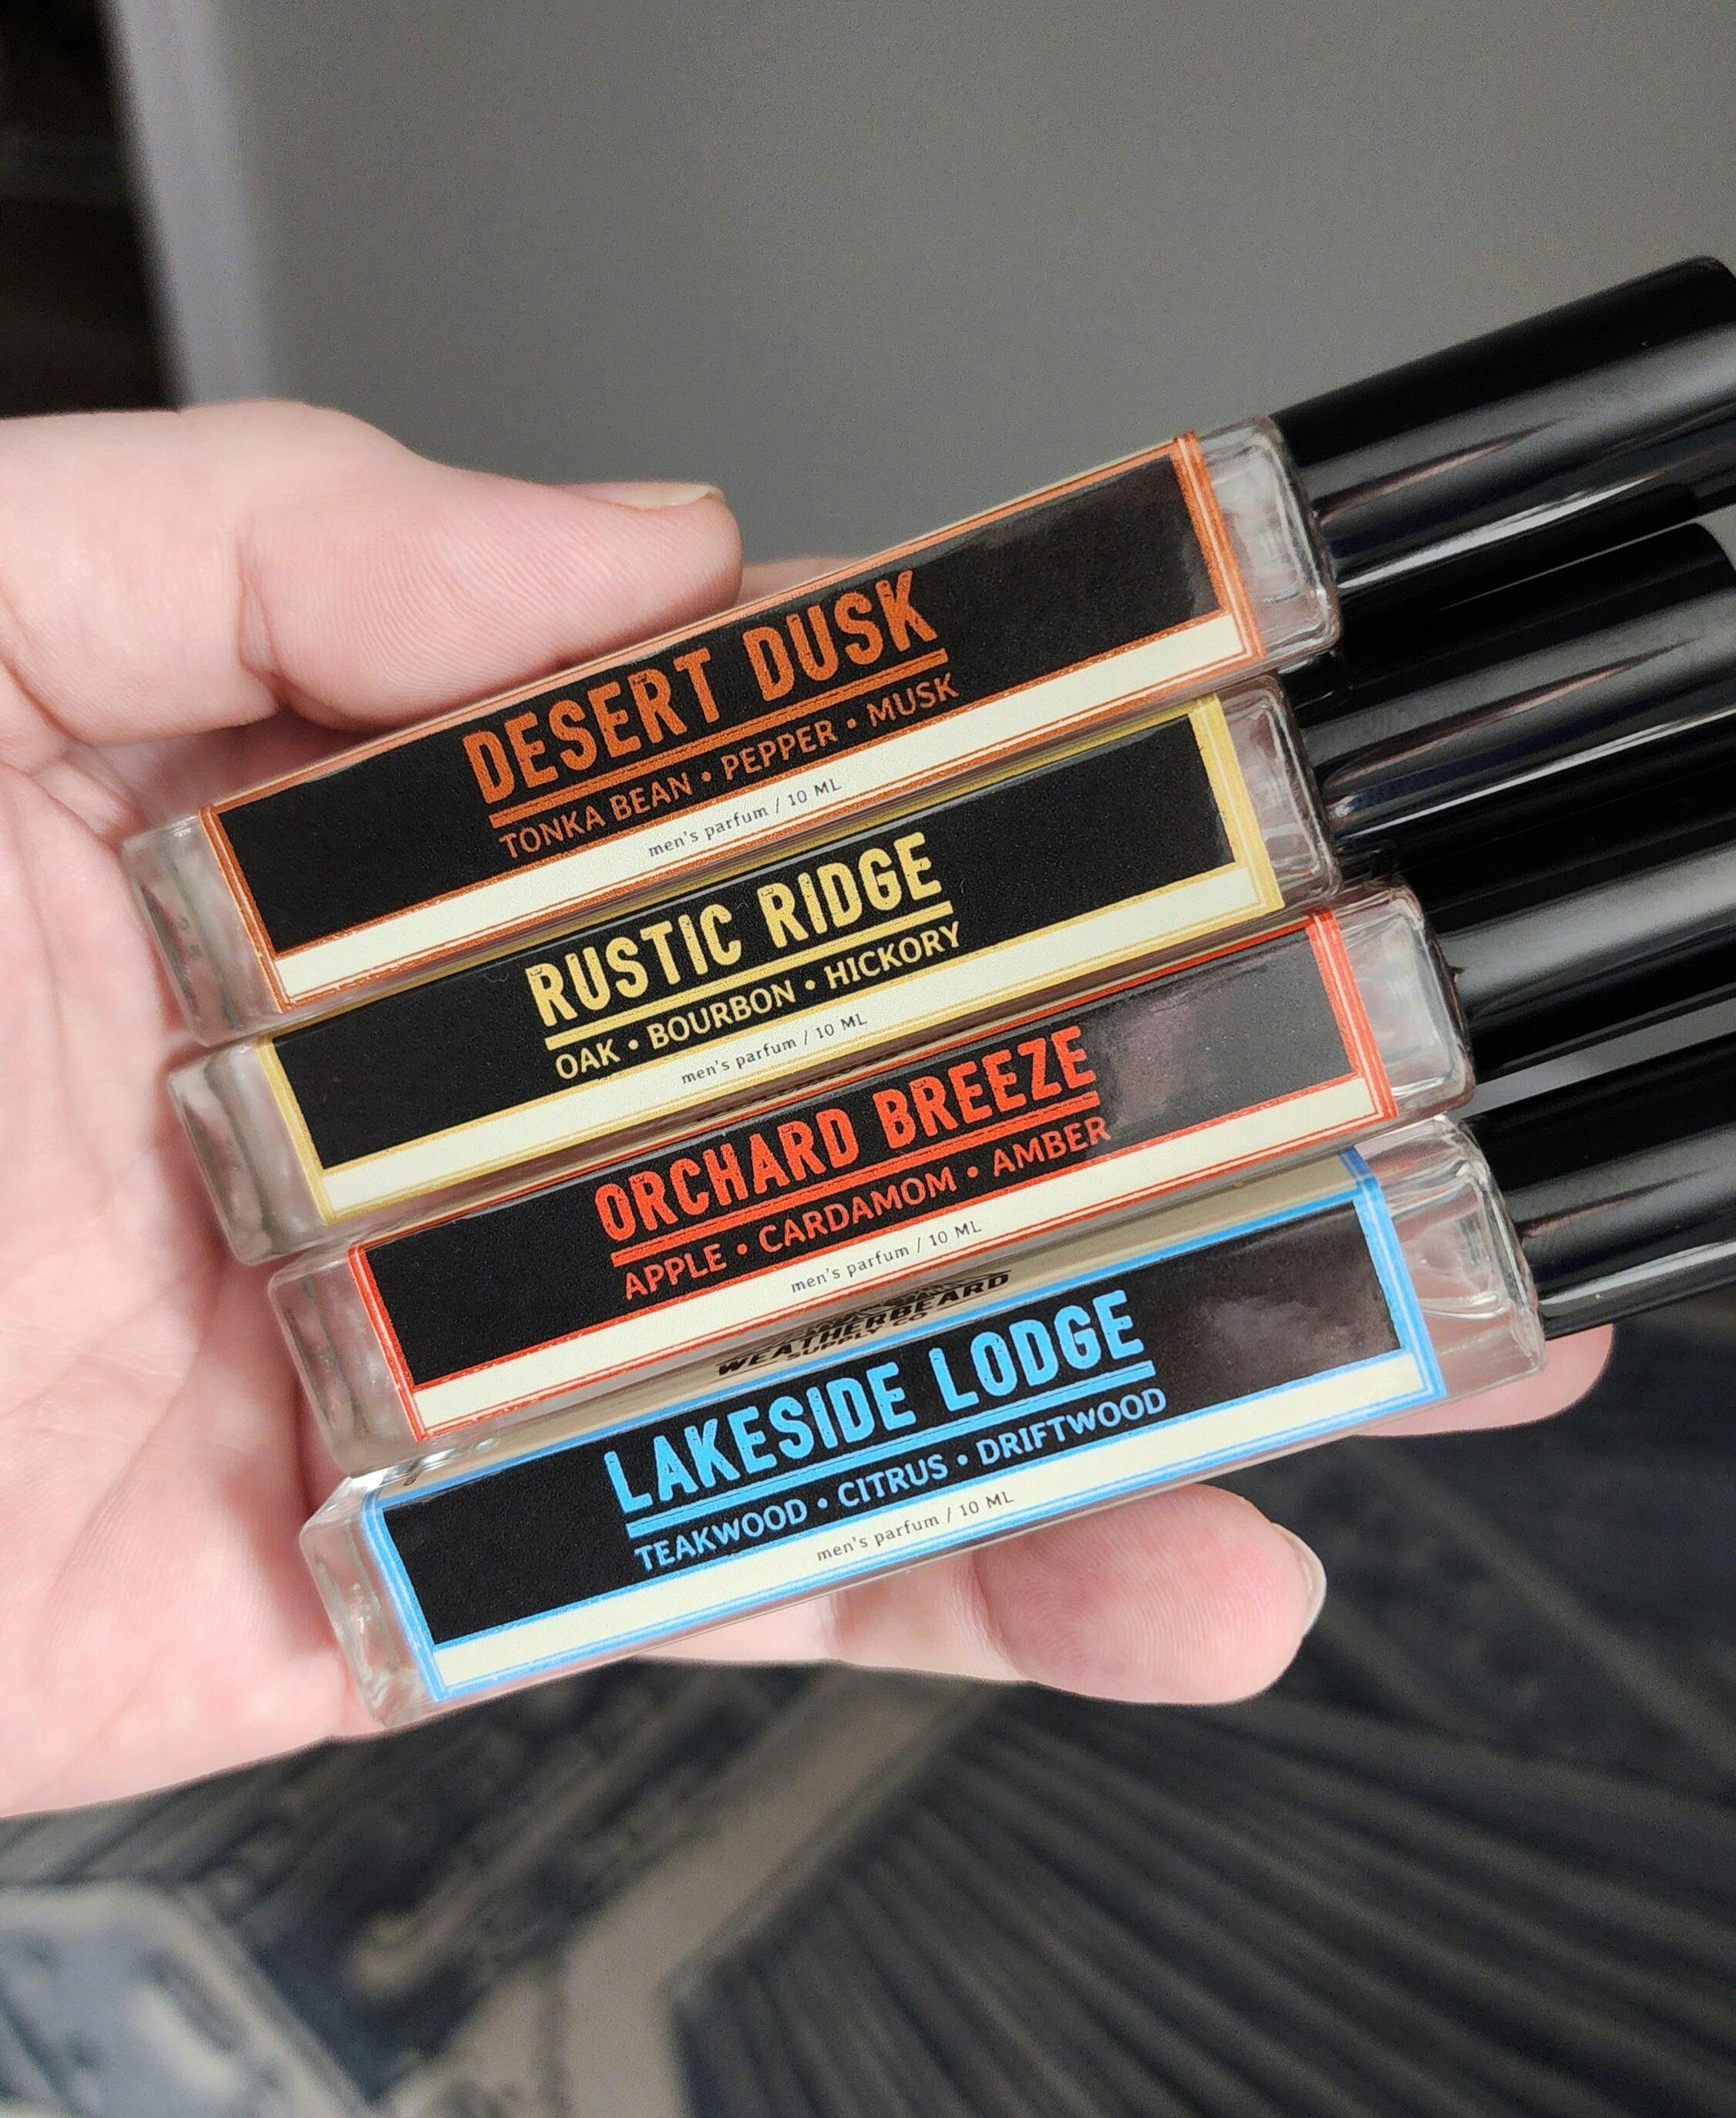 DESERT DUSK
TONKA BEAN • PEPPER • MUSK
men's parfum / 10 ML
RUSTIC RIDGE
OAK • BOURBON • HICKORY
men's parfum / 10 ML
ORCHARD BREEZE
APPLE • CARDAMOM • AMBER
men's parfum / 10 ML
WEATHERBEARD
SUPPLY CO
LAKESIDE LODGE
TEAKWOOD • CITRUS • DRIFTWOOD
men's parfum / 10 ML